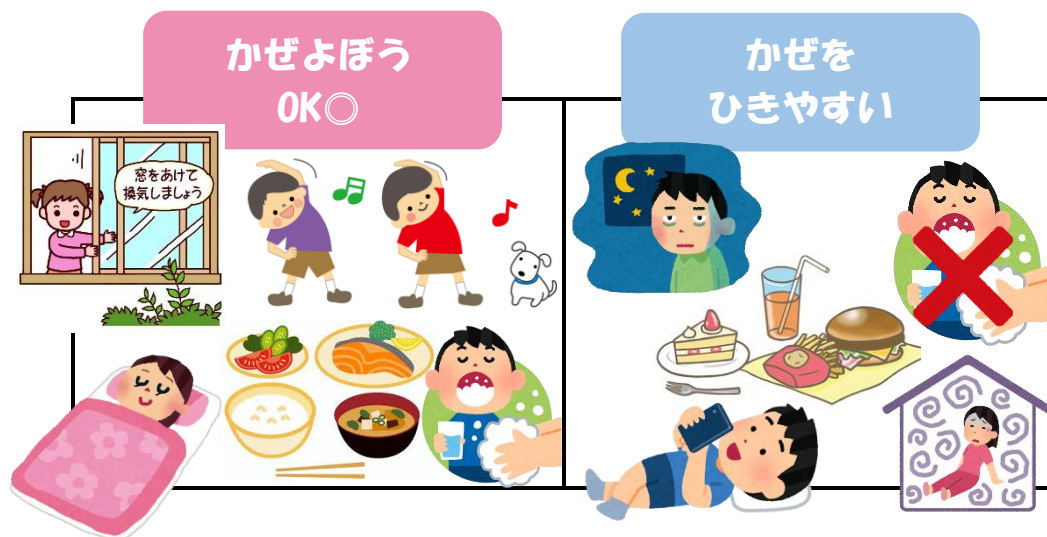 かぜよぼう
OK◎
かぜを
ひきやすい
窓をあけて
換気しましょう